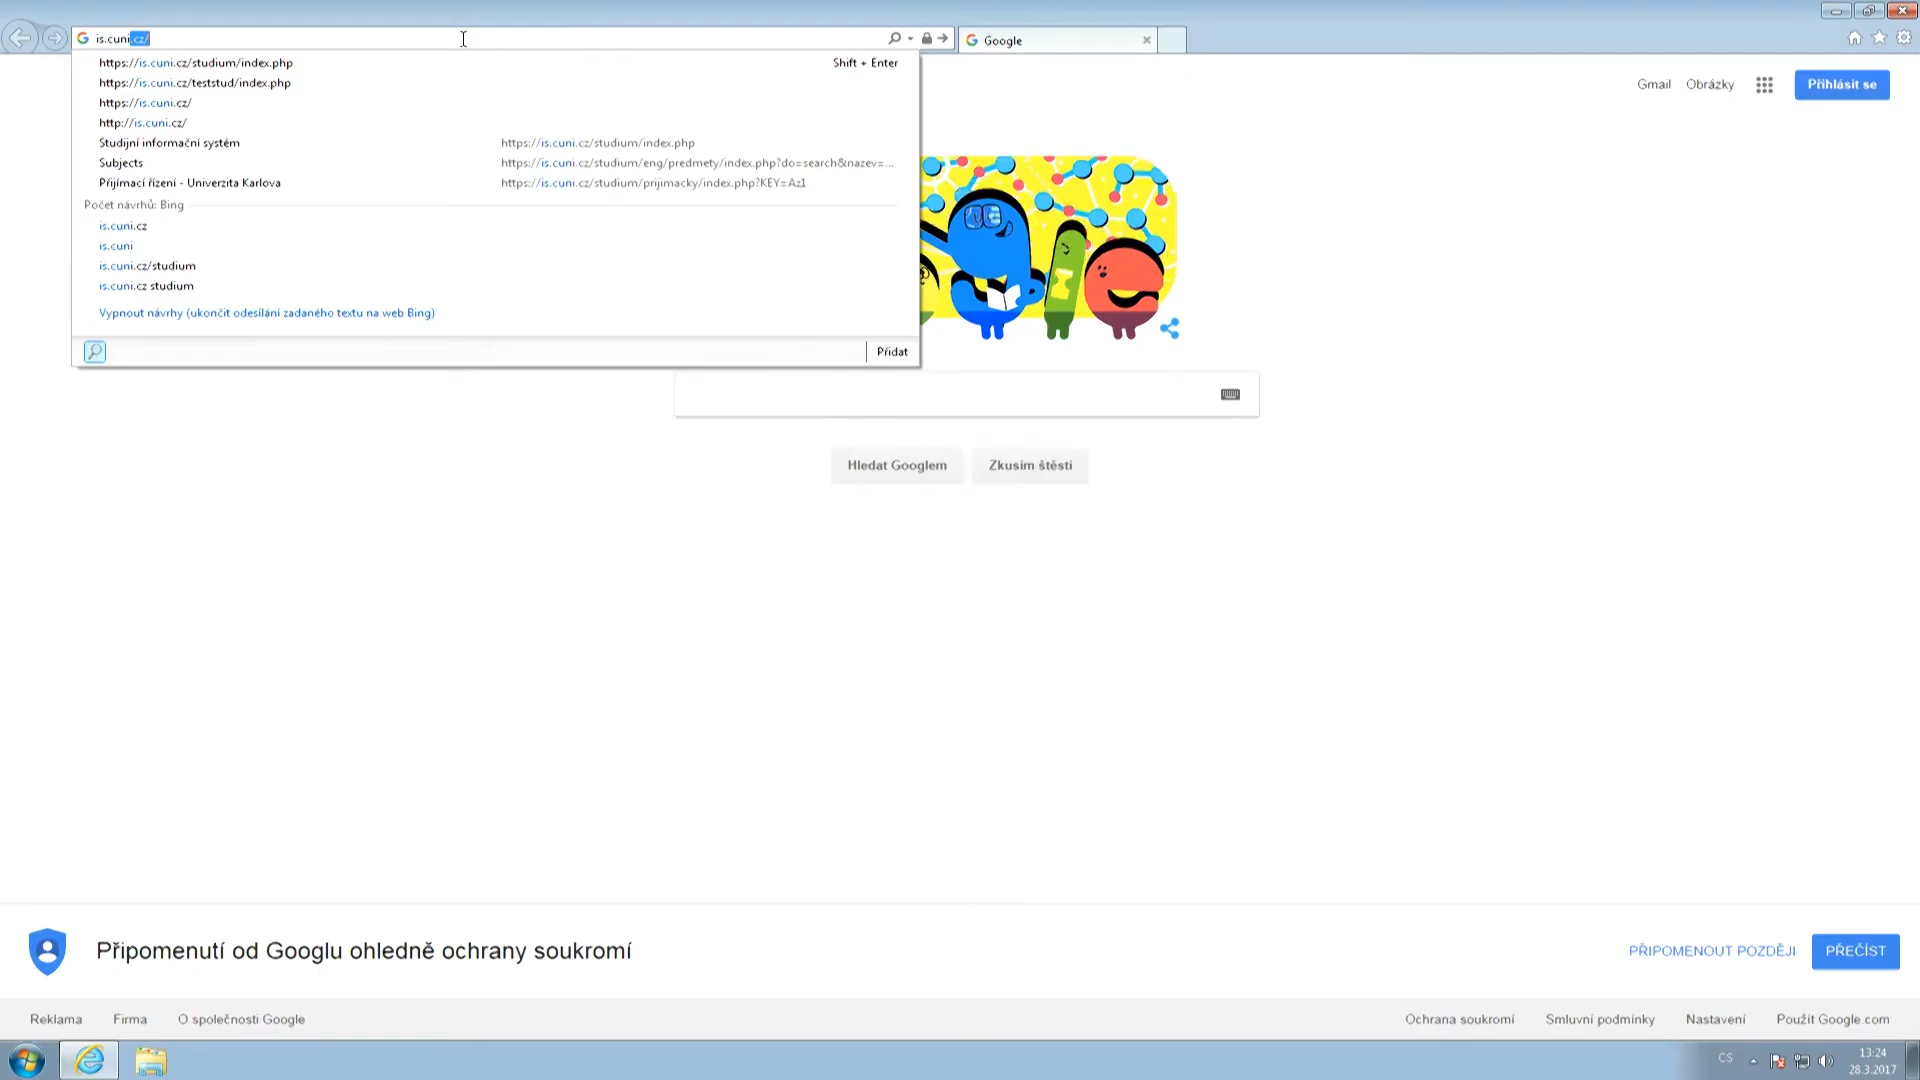 is.cuni.cz/
Google
https://is.cuni.cz/studium/index.php Shift + Enter
https://is.cuni.cz/teststud/index.php
https://is.cuni.cz/
http://is.cuni.cz/
Studijní informační systém https://is.cuni.cz/studium/index.php
Subjects https://is.cuni.cz/studium/eng/predmety/index.php?do=search&nazev=...
Přijímací řízení - Univerzita Karlova https://is.cuni.cz/studium/prijimacky/index.php?KEY=Az1
Počet návrhů: Bing
is.cuni.cz
is.cuni
is.cuni.cz/studium
is.cuni.cz studium
Vypnout návrhy (ukončit odesílání zadaného textu na web Bing)
Přidat
Gmail Obrázky Přihlásit se
Hledat Googlem Zkusím štěstí
Připomenutí od Googlu ohledně ochrany soukromí PŘIPOMENOUT POZDĚJI PŘEČÍST
Reklama Firma O společnosti Google Ochrana soukromí Smluvní podmínky Nastavení Použít Google.com
CS 13:24
28.3.2017